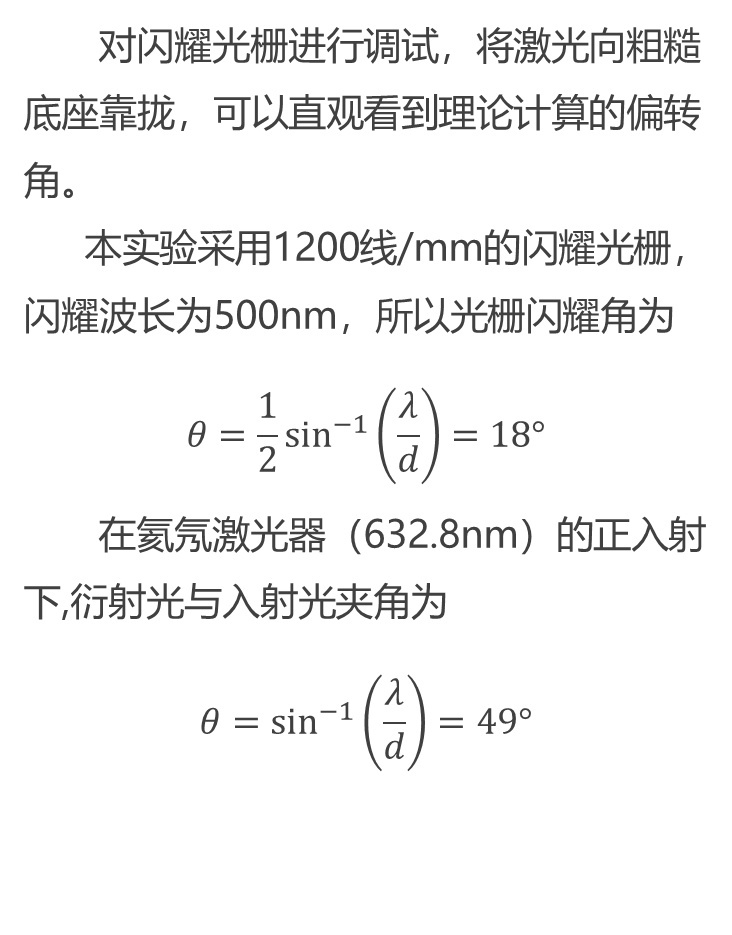 对闪耀光栅进行调试，将激光向粗糙
底座靠拢，可以直观看到理论计算的偏转
角。
本实验采用1200线/mm的闪耀光栅，
闪耀波长为500nm，所以光栅闪耀角为
θ = 1/2 sin⁻¹(λ/d) = 18°
在氦氖激光器（632.8nm）的正入射
下,衍射光与入射光夹角为
θ = sin⁻¹(λ/d) = 49°